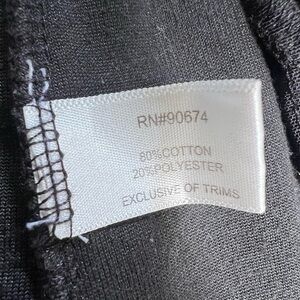 RN#90674
80%COTTON
20%POLYESTER
EXCLUSIVE OF TRIMS